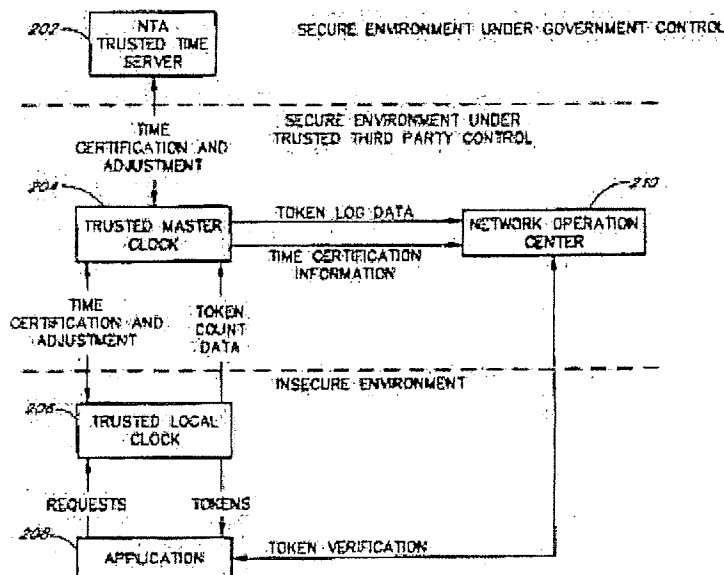 202
NTA
TRUSTED TIME
SERVER
SECURE ENVIRONMENT UNDER GOVERNMENT CONTROL
SECURE ENVIRONMENT UNDER
TRUSTED THIRD PARTY CONTROL
TIME
CERTIFICATION AND
ADJUSTMENT
204
TRUSTED MASTER
CLOCK
TOKEN LOG DATA
TIME CERTIFICATION
INFORMATION
210
NETWORK OPERATION
CENTER
TIME
CERTIFICATION AND
ADJUSTMENT
TOKEN
COUNT
DATA
INSECURE ENVIRONMENT
206
TRUSTED LOCAL
CLOCK
REQUESTS
TOKENS
208
APPLICATION
TOKEN VERIFICATION